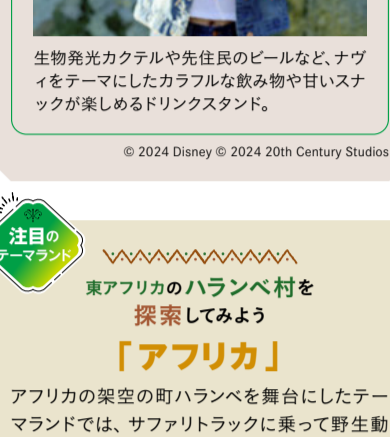 生物発光カクテルや先住民のビールなど、ナヴ
ィをテーマにしたカラフルな飲み物や甘いスナ
ックが楽しめるドリンクスタンド。
© 2024 Disney © 2024 20th Century Studios
注目の
テーマランド
東アフリカのハランベ村を
探索してみよう
「アフリカ」
アフリカの架空の町ハランベを舞台にしたテー
マランドでは、サファリトラックに乗って野生動